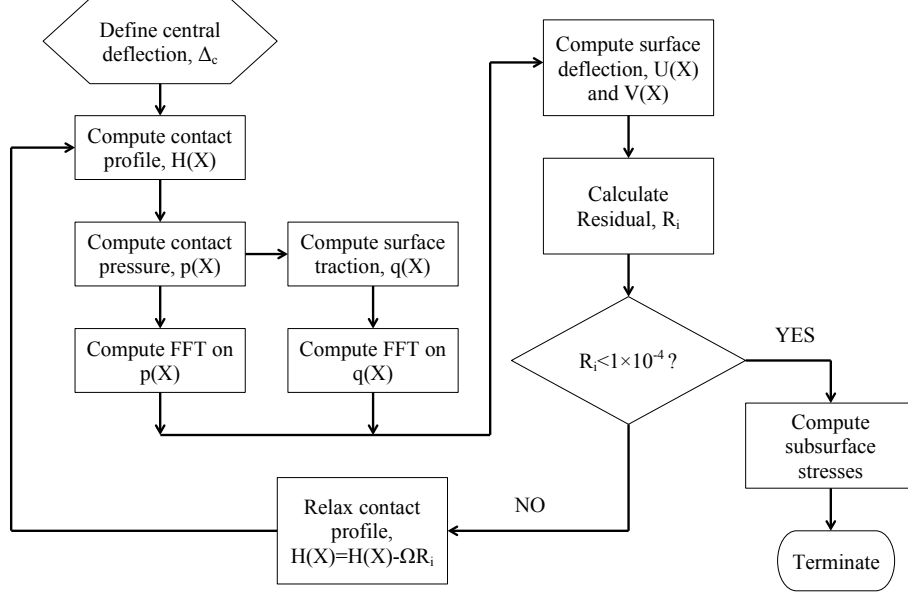 Define central
deflection, Δc
Compute contact
profile, H(X)
Compute contact
pressure, p(X)
Compute surface
traction, q(X)
Compute FFT on
p(X)
Compute FFT on
q(X)
Compute surface
deflection, U(X)
and V(X)
Calculate
Residual, Ri
Ri<1×10-4 ?
YES
NO
Compute
subsurface
stresses
Terminate
Relax contact
profile,
H(X)=H(X)-ΩRi